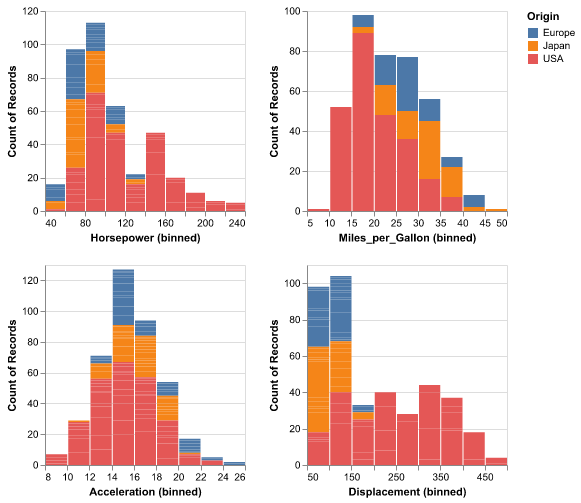 120
100
80
60
40
20
0
Count of Records
40 80 120 160 200 240
Horsepower (binned)
100
80
60
40
20
0
Count of Records
5 10 15 20 25 30 35 40 45 50
Miles_per_Gallon (binned)
Origin
Europe
Japan
USA
120
100
80
60
40
20
0
Count of Records
8 10 12 14 16 18 20 22 24 26
Acceleration (binned)
100
80
60
40
20
0
Count of Records
50 150 250 350 450
Displacement (binned)